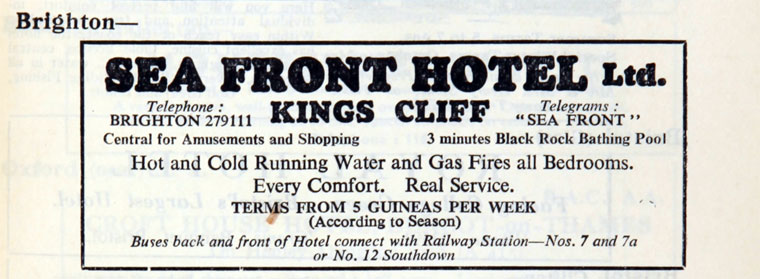 Brighton—
SEA FRONT HOTEL Ltd.
Telephone :
BRIGHTON 279111
KINGS CLIFF
Telegrams :
"SEA FRONT"
Central for Amusements and Shopping 3 minutes Black Rock Bathing Pool
Hot and Cold Running Water and Gas Fires all Bedrooms.
Every Comfort. Real Service.
TERMS FROM 5 GUINEAS PER WEEK
(According to Season)
Buses back and front of Hotel connect with Railway Station—Nos. 7 and 7a
or No. 12 Southdown